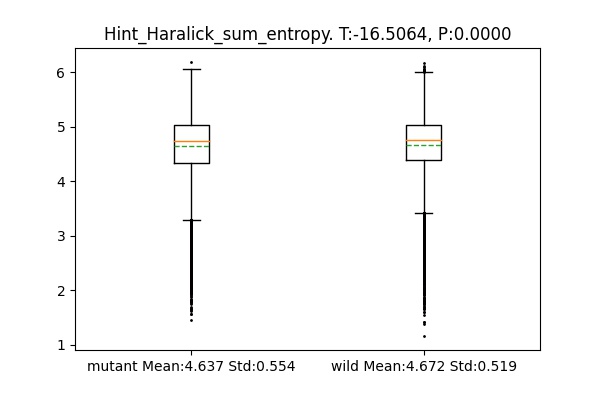 Hint_Haralick_sum_entropy. T:-16.5064, P:0.0000
6
5
4
3
2
1
mutant Mean:4.637 Std:0.554
wild Mean:4.672 Std:0.519